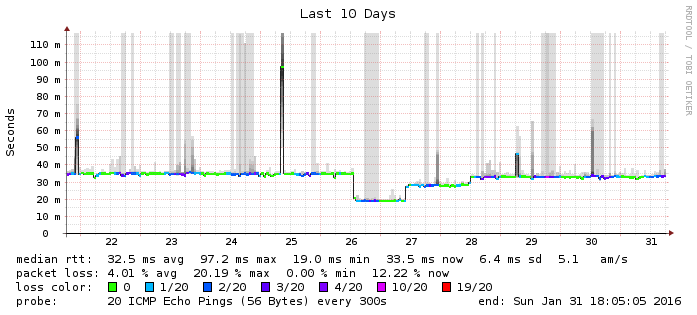 Last 10 Days
RRDTOOL / TOBI OETIKER
Seconds
110 m
100 m
90 m
80 m
70 m
60 m
50 m
40 m
30 m
20 m
10 m
0
22 23 24 25 26 27 28 29 30 31
median rtt: 32.5 ms avg 97.2 ms max 19.0 ms min 33.5 ms now 6.4 ms sd 5.1 am/s
packet loss: 4.01 % avg 20.19 % max 0.00 % min 12.22 % now
loss color: 0 1/20 2/20 3/20 4/20 10/20 19/20
probe: 20 ICMP Echo Pings (56 Bytes) every 300s end: Sun Jan 31 18:05:05 2016